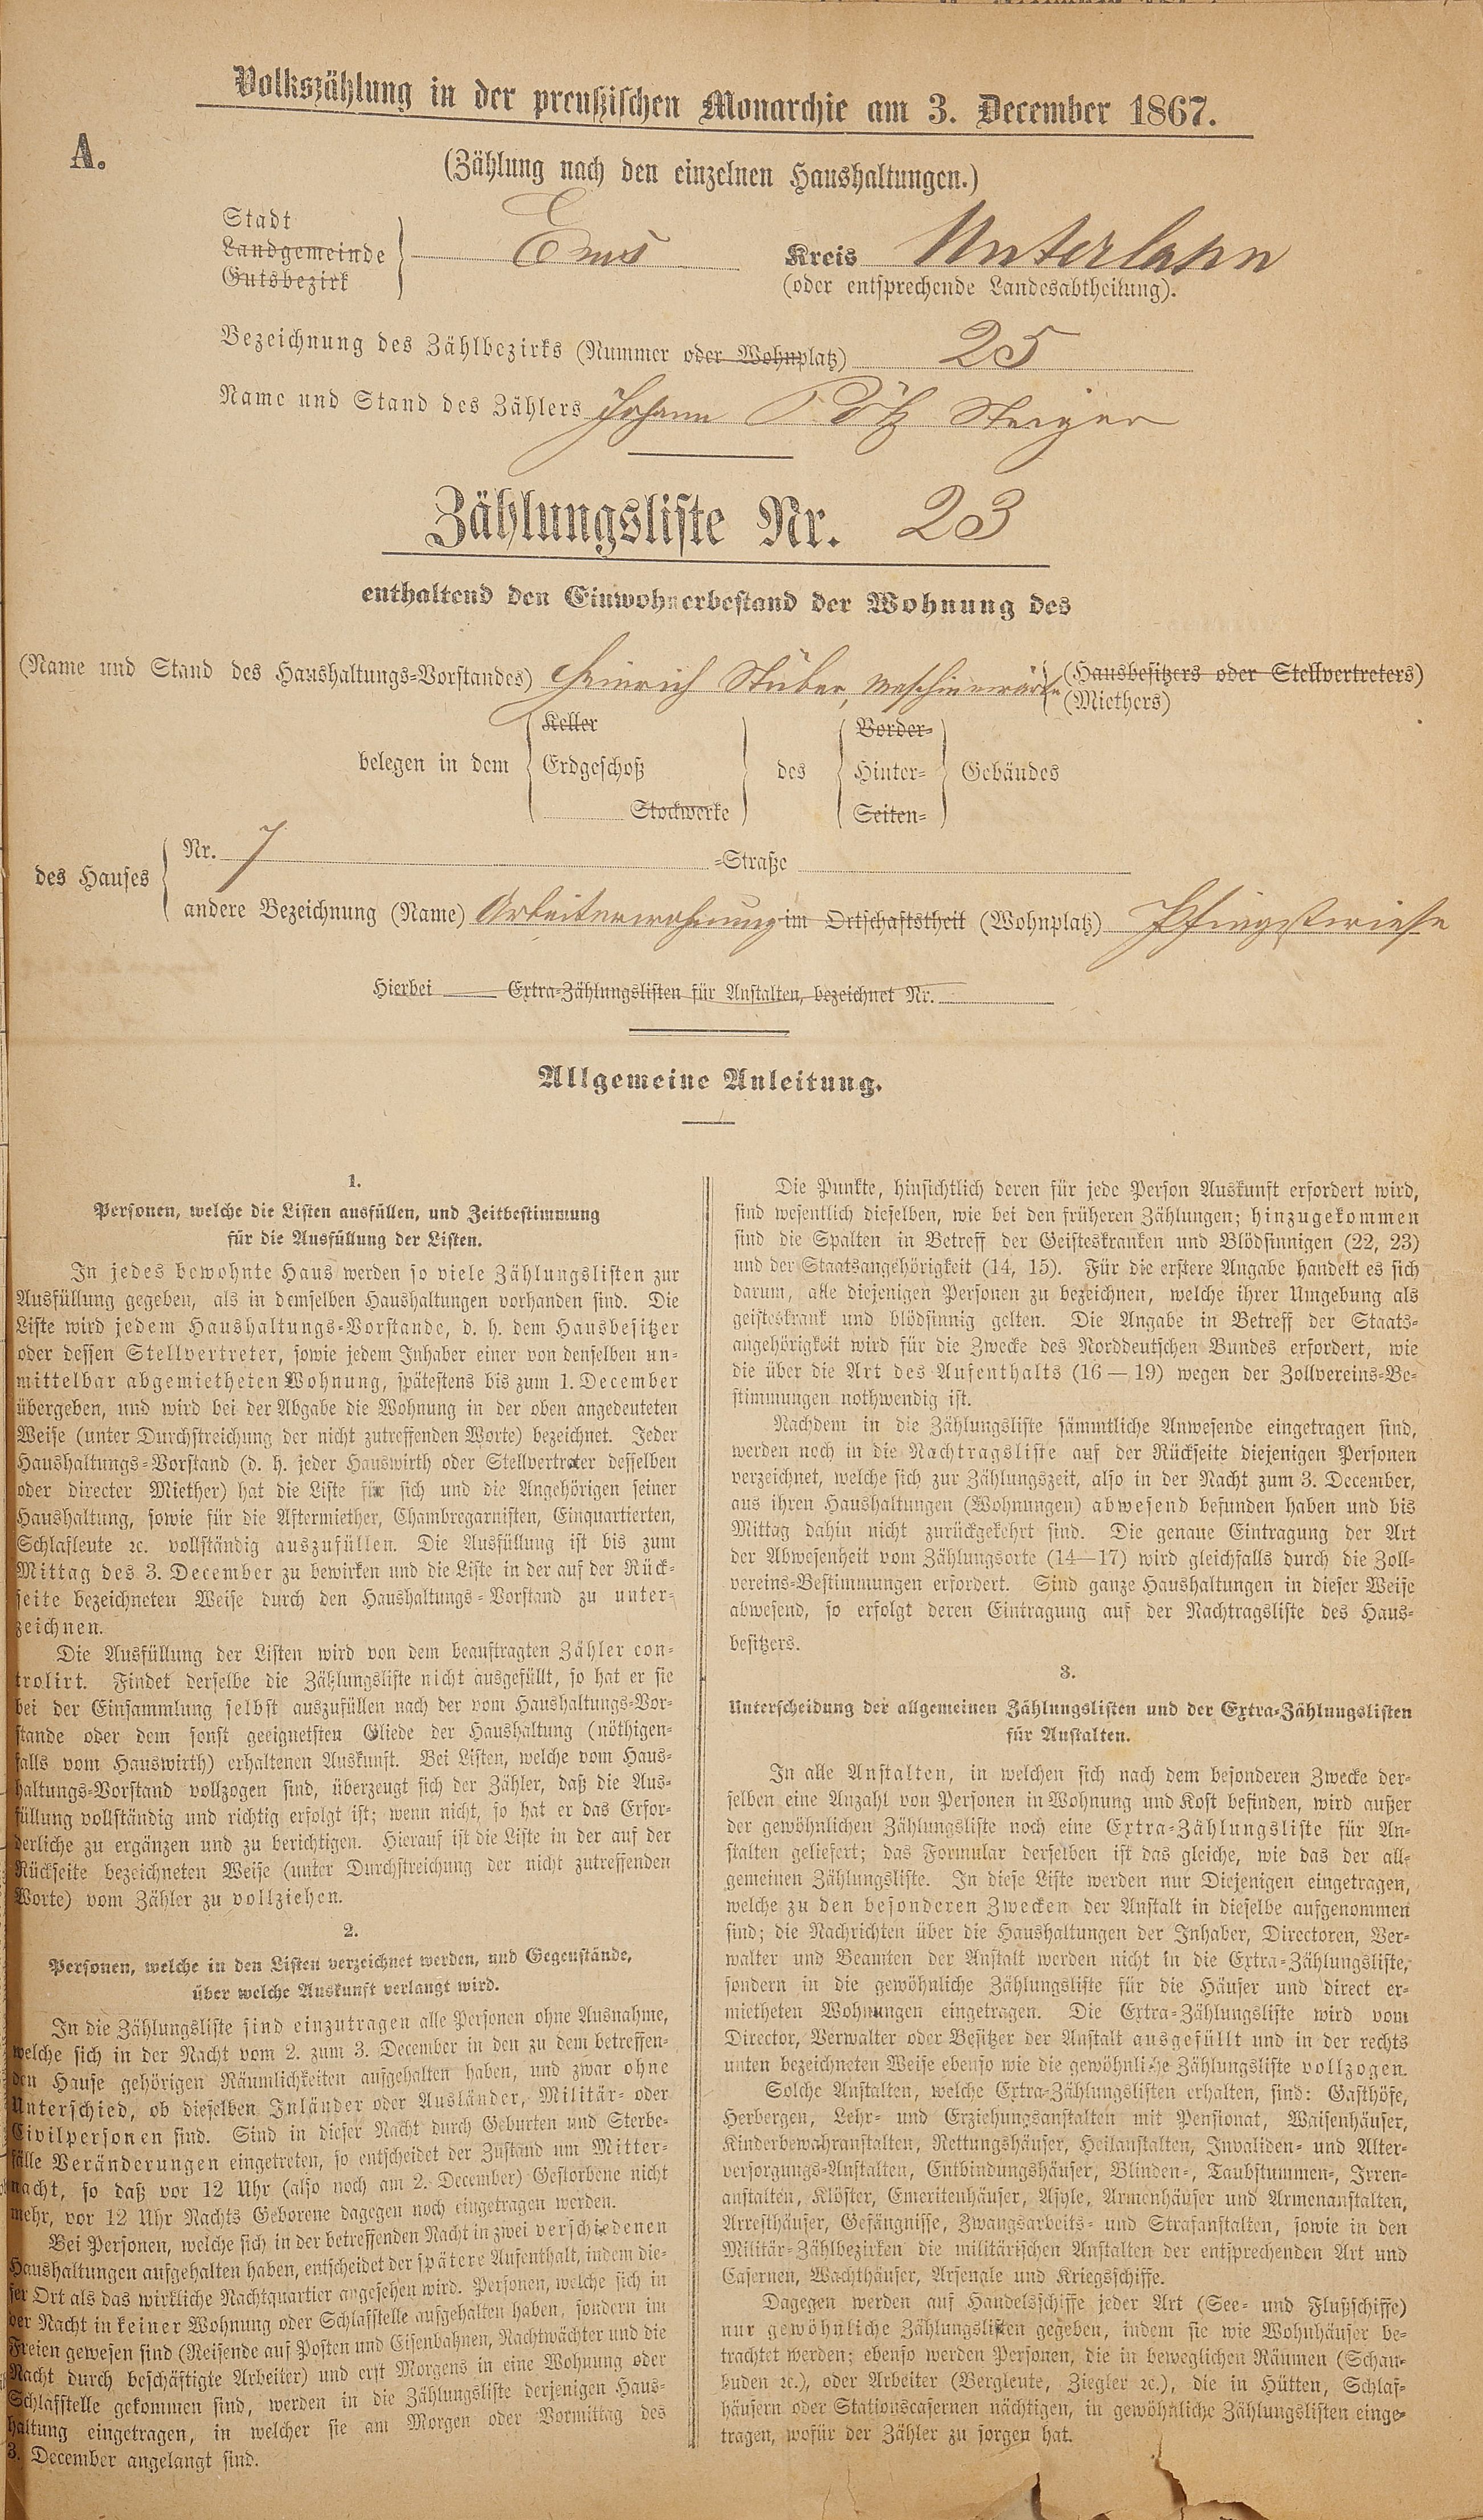 Volkszählung in der preußischen Monarchie am 3. December 1867.
A.
(Zählung nach den einzelnen Haushaltungen.)
Stadt
Landgemeinde
Gutsbezirk
Ems
Kreis Unterlahn
(oder entsprechende Landesabtheilung).
Bezeichnung des Zählbezirks (Nummer oder Wohnplatz) 25
Name und Stand des Zählers Johann Pötz Steiger
Zählungsliste Nr. 23
enthaltend den Einwohnerbestand der Wohnung des
(Name und Stand des Haushaltungs-Vorstandes) Heinrich Stüber, Maschinenwärter
(Hausbesitzers oder Stellvertreters)
(Miethers)
belegen in dem
Keller
Erdgeschoß
Stockwerke
des
Vorder-
Hinter-
Seiten-
Gebäudes
des Hauses
Nr. 7 -Straße
andere Bezeichnung (Name) Arbeiterwohnung im Ortschaftstheil (Wohnplatz) Pfingstwiese
Hierbei Extra-Zählungslisten für Anstalten, bezeichnet Nr.
Allgemeine Anleitung.
1.
Personen, welche die Listen ausfüllen, und Zeitbestimmung
für die Ausfüllung der Listen.
In jedes bewohnte Haus werden so viele Zählungslisten zur
Ausfüllung gegeben, als in demselben Haushaltungen vorhanden sind. Die
Liste wird jedem Haushaltungs-Vorstande, d. h. dem Hausbesitzer
oder dessen Stellvertreter, sowie jedem Inhaber einer von denselben un-
mittelbar abgemietheten Wohnung, spätestens bis zum 1. December
übergeben, und wird bei der Abgabe die Wohnung in der oben angedeuteten
Weise (unter Durchstreichung der nicht zutreffenden Worte) bezeichnet. Jeder
Haushaltungs-Vorstand (d. h. jeder Hauswirth oder Stellvertreter desselben
oder directer Miether) hat die Liste für sich und die Angehörigen seiner
Haushaltung, sowie für die Aftermiether, Chambregarnisten, Einquartierten,
Schlafleute ꝛc. vollständig auszufüllen. Die Ausfüllung ist bis zum
Mittag des 3. December zu bewirken und die Liste in der auf der Rück-
seite bezeichneten Weise durch den Haushaltungs-Vorstand zu unter-
zeichnen.
Die Ausfüllung der Listen wird von dem beauftragten Zähler con-
trolirt. Findet derselbe die Zählungsliste nicht ausgefüllt, so hat er sie
bei der Einsammlung selbst auszufüllen nach der vom Haushaltungs-Vor-
stande oder dem sonst geeignetsten Gliede der Haushaltung (nöthigen-
falls vom Hauswirth) erhaltenen Auskunft. Bei Listen, welche vom Haus-
haltungs-Vorstand vollzogen sind, überzeugt sich der Zähler, daß die Aus-
füllung vollständig und richtig erfolgt ist; wenn nicht, so hat er das Erfor-
derliche zu ergänzen und zu berichtigen. Hierauf ist die Liste in der auf der
Rückseite bezeichneten Weise (unter Durchstreichung der nicht zutreffenden
Worte) vom Zähler zu vollziehen.
2.
Personen, welche in den Listen verzeichnet werden, und Gegenstände,
über welche Auskunft verlangt wird.
In die Zählungsliste sind einzutragen alle Personen ohne Ausnahme,
welche sich in der Nacht vom 2. zum 3. December in den zu dem betreffen-
den Hause gehörigen Räumlichkeiten aufgehalten haben, und zwar ohne
Unterschied, ob dieselben Inländer oder Ausländer, Militär- oder
Civilpersonen sind. Sind in dieser Nacht durch Geburten und Sterbe-
fälle Veränderungen eingetreten, so entscheidet der Zustand um Mitter-
nacht, so daß vor 12 Uhr (also noch am 2. December) Gestorbene nicht
mehr, vor 12 Uhr Nachts Geborene dagegen noch eingetragen werden.
Bei Personen, welche sich in der betreffenden Nacht in zwei verschiedenen
Haushaltungen aufgehalten haben, entscheidet der spätere Aufenthalt, indem die-
ser Ort als das wirkliche Nachtquartier angesehen wird. Personen, welche sich in
der Nacht in keiner Wohnung oder Schlafstelle aufgehalten haben, sondern im
Freien gewesen sind (Reisende auf Posten und Eisenbahnen, Nachtwächter und die
Nacht durch beschäftigte Arbeiter) und erst Morgens in eine Wohnung oder
Schlafstelle gekommen sind, werden in die Zählungsliste derjenigen Haus-
haltung eingetragen, in welcher sie am Morgen oder Vormittag des
3. December angelangt sind.
Die Punkte, hinsichtlich deren für jede Person Auskunft erfordert wird,
sind wesentlich dieselben, wie bei den früheren Zählungen; hinzugekommen
sind die Spalten in Betreff der Geisteskranken und Blödsinnigen (22, 23)
und der Staatsangehörigkeit (14, 15). Für die erstere Angabe handelt es sich
darum, alle diejenigen Personen zu bezeichnen, welche ihrer Umgebung als
geisteskrank und blödsinnig gelten. Die Angabe in Betreff der Staats-
angehörigkeit wird für die Zwecke des Norddeutschen Bundes erfordert, wie
die über die Art des Aufenthalts (16—19) wegen der Zollvereins-Be-
stimmungen nothwendig ist.
Nachdem in die Zählungsliste sämmtliche Anwesende eingetragen sind,
werden noch in die Nachtragsliste auf der Rückseite diejenigen Personen
verzeichnet, welche sich zur Zählungszeit, also in der Nacht zum 3. December,
aus ihren Haushaltungen (Wohnungen) abwesend befunden haben und bis
Mittag dahin nicht zurückgekehrt sind. Die genaue Eintragung der Art
der Abwesenheit vom Zählungsorte (14—17) wird gleichfalls durch die Zoll-
vereins-Bestimmungen erfordert. Sind ganze Haushaltungen in dieser Weise
abwesend, so erfolgt deren Eintragung auf der Nachtragsliste des Haus-
besitzers.
3.
Unterscheidung der allgemeinen Zählungslisten und der Extra-Zählungslisten
für Anstalten.
In alle Anstalten, in welchen sich nach dem besonderen Zwecke der-
selben eine Anzahl von Personen in Wohnung und Kost befinden, wird außer
der gewöhnlichen Zählungsliste noch eine Extra-Zählungsliste für An-
stalten geliefert; das Formular derselben ist das gleiche, wie das der all-
gemeinen Zählungsliste. In diese Liste werden nur Diejenigen eingetragen,
welche zu den besonderen Zwecken der Anstalt in dieselbe aufgenommen
sind; die Nachrichten über die Haushaltungen der Inhaber, Directoren, Ver-
walter und Beamten der Anstalt werden nicht in die Extra-Zählungsliste,
sondern in die gewöhnliche Zählungsliste für die Häuser und direct er-
mietheten Wohnungen eingetragen. Die Extra-Zählungsliste wird vom
Director, Verwalter oder Besitzer der Anstalt ausgefüllt und in der rechts
unten bezeichneten Weise ebenso wie die gewöhnliche Zählungsliste vollzogen.
Solche Anstalten, welche Extra-Zählungslisten erhalten, sind: Gasthöfe,
Herbergen, Lehr- und Erziehungsanstalten mit Pensionat, Waisenhäuser,
Kinderbewahranstalten, Rettungshäuser, Heilanstalten, Invaliden- und Alter-
versorgungs-Anstalten, Entbindungshäuser, Blinden-, Taubstummen-, Irren-
anstalten, Klöster, Emeritenhäuser, Asyle, Armenhäuser und Armenanstalten,
Arresthäuser, Gefängnisse, Zwangsarbeits- und Strafanstalten, sowie in den
Militär-Zählbezirken die militärischen Anstalten der entsprechenden Art und
Casernen, Wachthäuser, Arsenale und Kriegsschiffe.
Dagegen werden auf Handelsschiffe jeder Art (See- und Flußschiffe)
nur gewöhnliche Zählungslisten gegeben, indem sie wie Wohnhäuser be-
trachtet werden; ebenso werden Personen, die in beweglichen Räumen (Schau-
buden ꝛc.), oder Arbeiter (Bergleute, Ziegler ꝛc.), die in Hütten, Schlaf-
häusern oder Stationscasernen nächtigen, in gewöhnliche Zählungslisten einge-
tragen, wofür der Zähler zu sorgen hat.